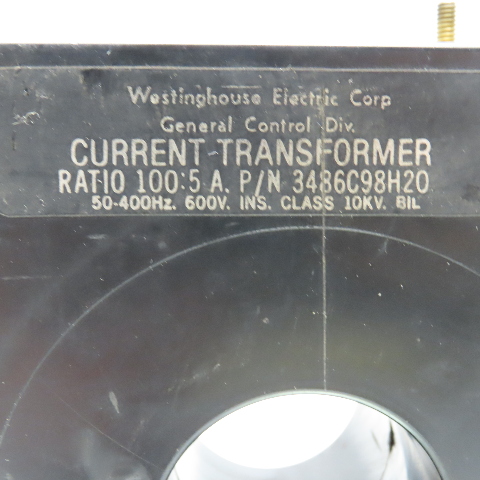 Westinghouse Electric Corp
General Control Div.
CURRENT TRANSFORMER
RATIO 100:5 A. P/N 3486C98H20
50-400Hz. 600V. INS. CLASS 10KV. BIL